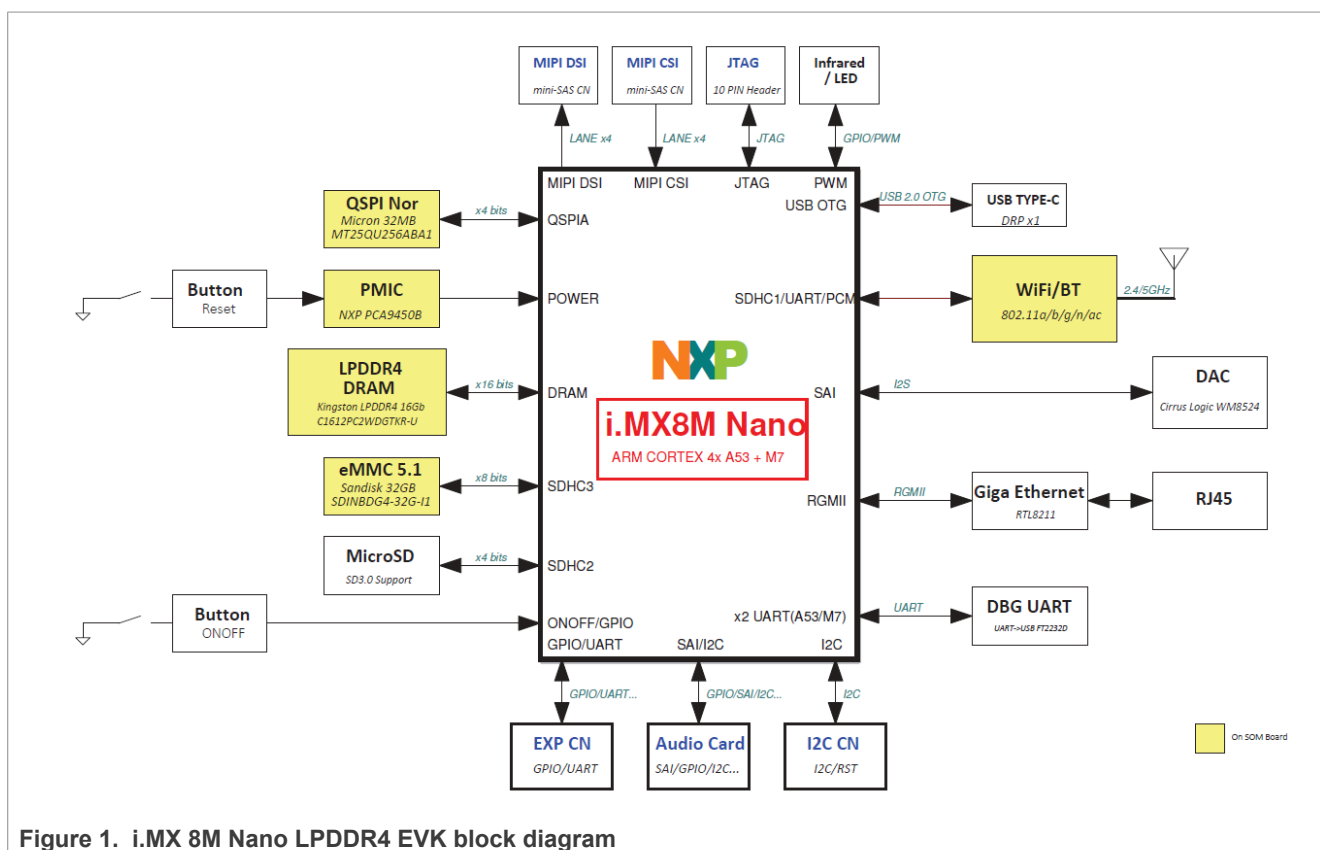 MIPI DSI
mini-SAS CN
MIPI CSI
mini-SAS CN
JTAG
10 PIN Header
Infrared
/ LED
LANE x4
LANE x4
JTAG
GPIO/PWM
MIPI DSI
MIPI CSI
JTAG
PWM
QSPI Nor
Micron 32MB
MT25QU256ABA1
x4 bits
QSPIA
USB OTG
USB 2.0 OTG
USB TYPE-C
DRP x1
Button
Reset
PMIC
NXP PCA9450B
POWER
SDHC1/UART/PCM
WiFi/BT
802.11a/b/g/n/ac
2.4/5GHz
NXP
LPDDR4
DRAM
Kingston LPDDR4 16Gb
C1612PC2WDGTKR-U
x16 bits
DRAM
SAI
I2S
DAC
Cirrus Logic WM8524
i.MX8M Nano
ARM CORTEX 4x A53 + M7
eMMC 5.1
Sandisk 32GB
SDINBDG4-32G-I1
x8 bits
SDHC3
RGMII
RGMII
Giga Ethernet
RTL8211
RJ45
MicroSD
SD3.0 Support
x4 bits
SDHC2
Button
ONOFF
ONOFF/GPIO
x2 UART(A53/M7)
UART
DBG UART
UART->USB FT2232D
GPIO/UART
SAI/I2C
I2C
GPIO/UART...
GPIO/SAI/I2C...
I2C
EXP CN
GPIO/UART
Audio Card
SAI/GPIO/I2C...
I2C CN
I2C/RST
On SOM Board
Figure 1. i.MX 8M Nano LPDDR4 EVK block diagram